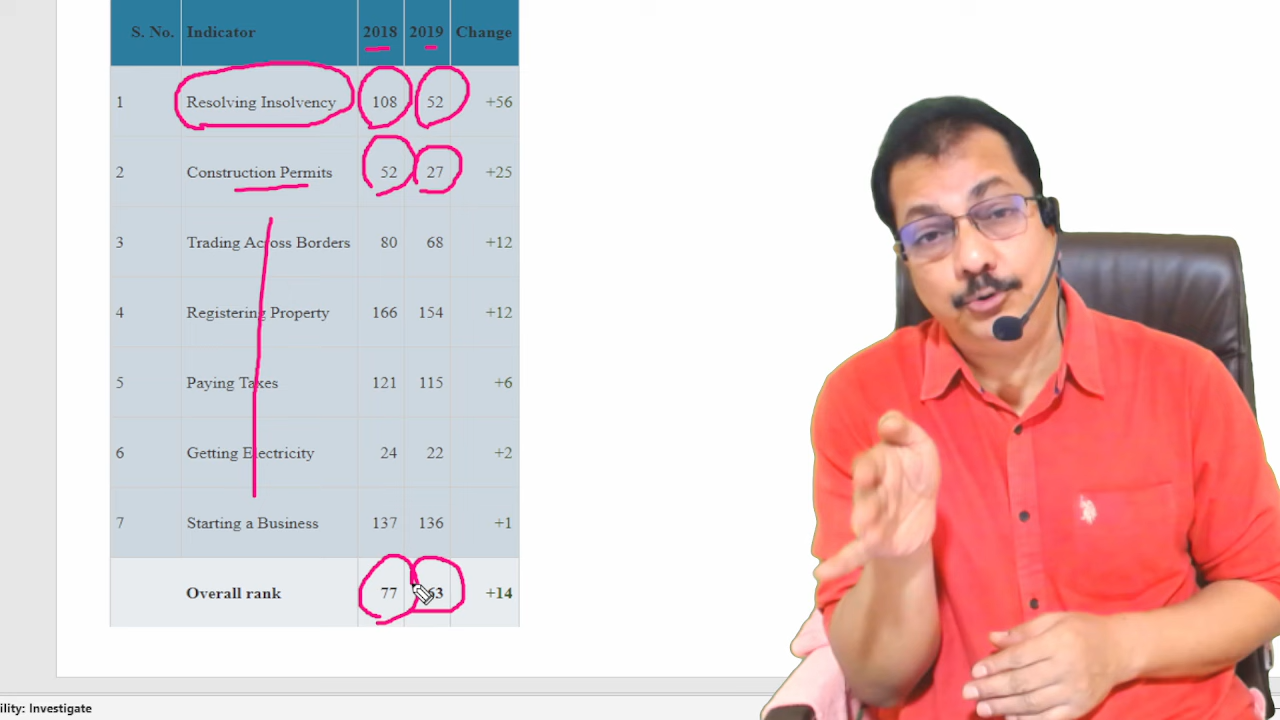 S. No. Indicator 2018 2019 Change
1 Resolving Insolvency 108 52 +56
2 Construction Permits 52 27 +25
3 Trading Across Borders 80 68 +12
4 Registering Property 166 154 +12
5 Paying Taxes 121 115 +6
6 Getting Electricity 24 22 +2
7 Starting a Business 137 136 +1
Overall rank 77 63 +14
ility: Investigate